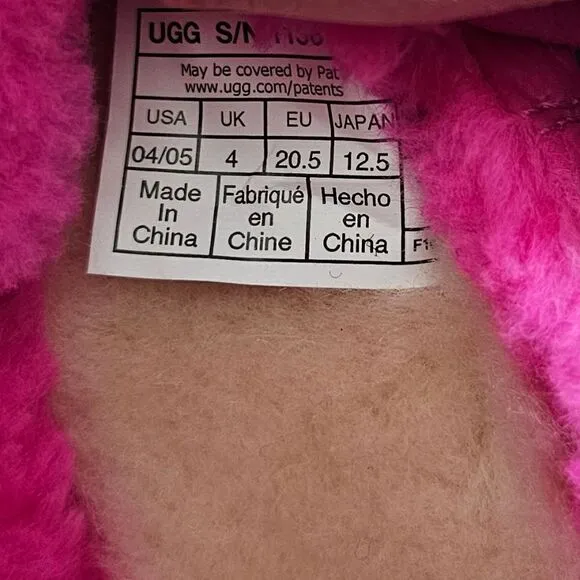 UGG S/N
May be covered by Pat
www.ugg.com/patents
USA UK EU JAPAN
04/05 4 20.5 12.5
Made In China
Fabriqué en Chine
Hecho en China